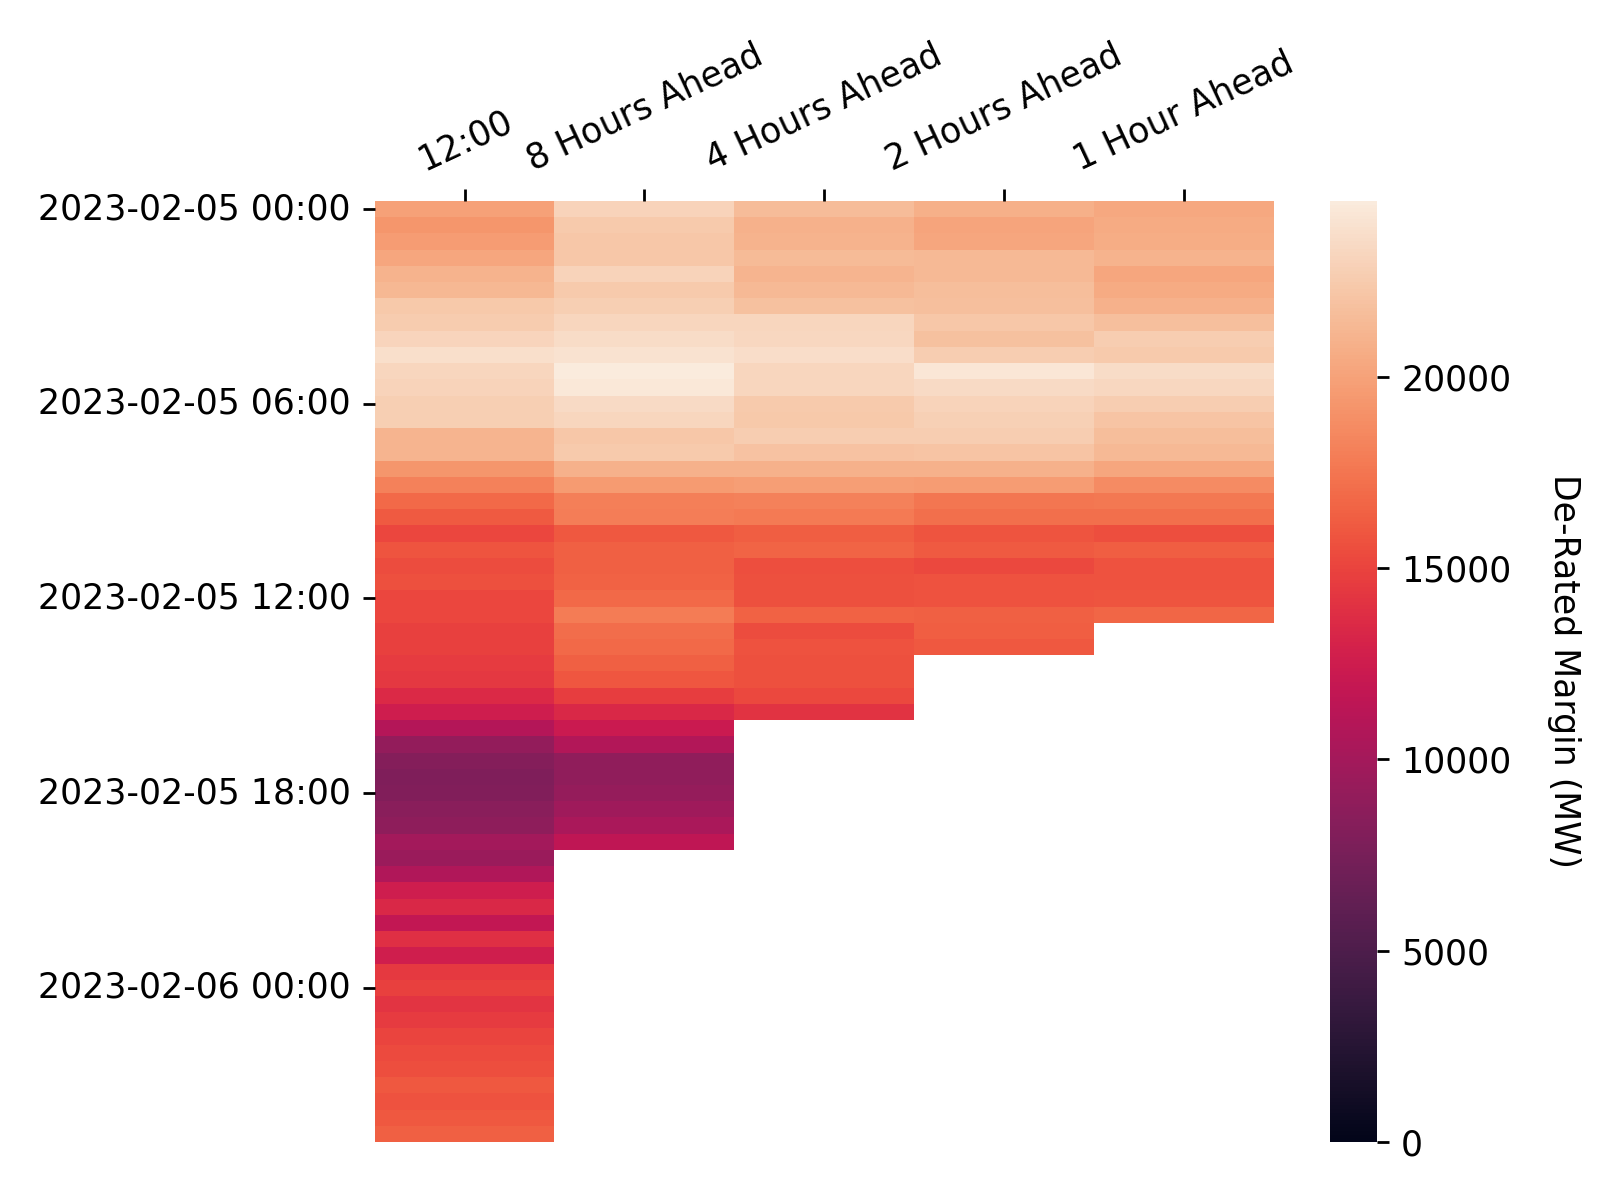 12:00
8 Hours Ahead
4 Hours Ahead
2 Hours Ahead
1 Hour Ahead
2023-02-05 00:00
2023-02-05 06:00
2023-02-05 12:00
2023-02-05 18:00
2023-02-06 00:00
20000
15000
10000
5000
0
De-Rated Margin (MW)